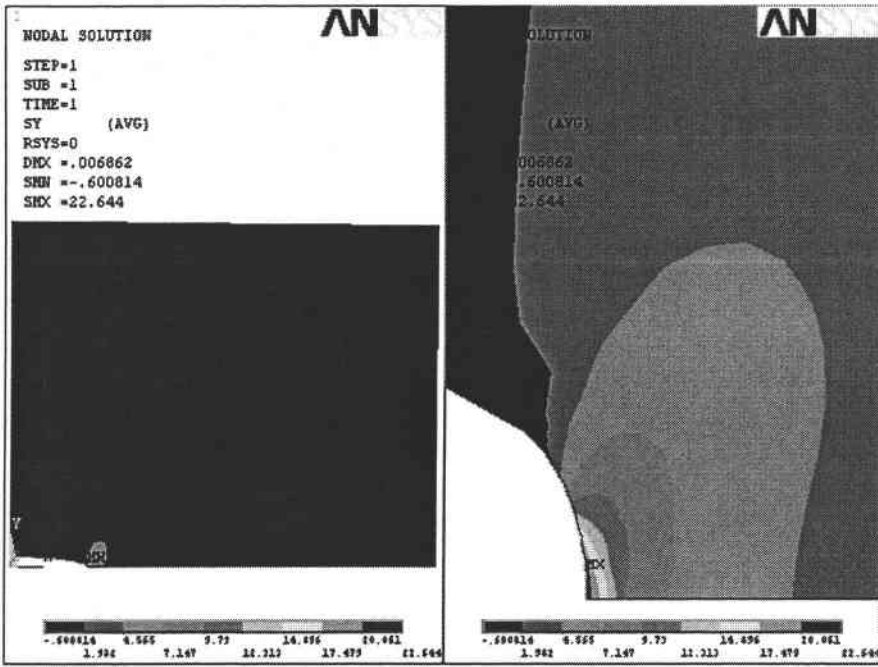 1
ANSYS
NODAL SOLUTION
STEP=1
SUB =1
TIME=1
SY (AVG)
RSYS=0
DMX =.006862
SMN =-.600814
SMX =22.644
Y
MX
-.600814 4.565 9.73 14.896 20.061
1.982 7.147 12.313 17.479 22.644
ANSYS
OLUTION
(AVG)
006862
.600814
2.644
MX
-.600814 4.565 9.73 14.896 20.061
1.982 7.147 12.313 17.479 22.644